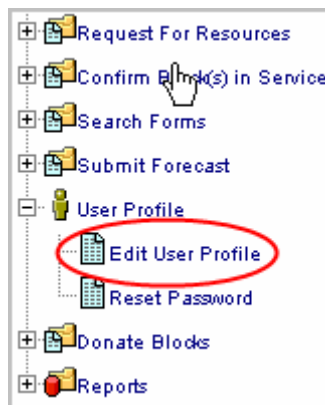 Request For Resources
Confirm (s) in Service
Search Forms
Submit Forecast
User Profile
Edit User Profile
Reset Password
Donate Blocks
Reports